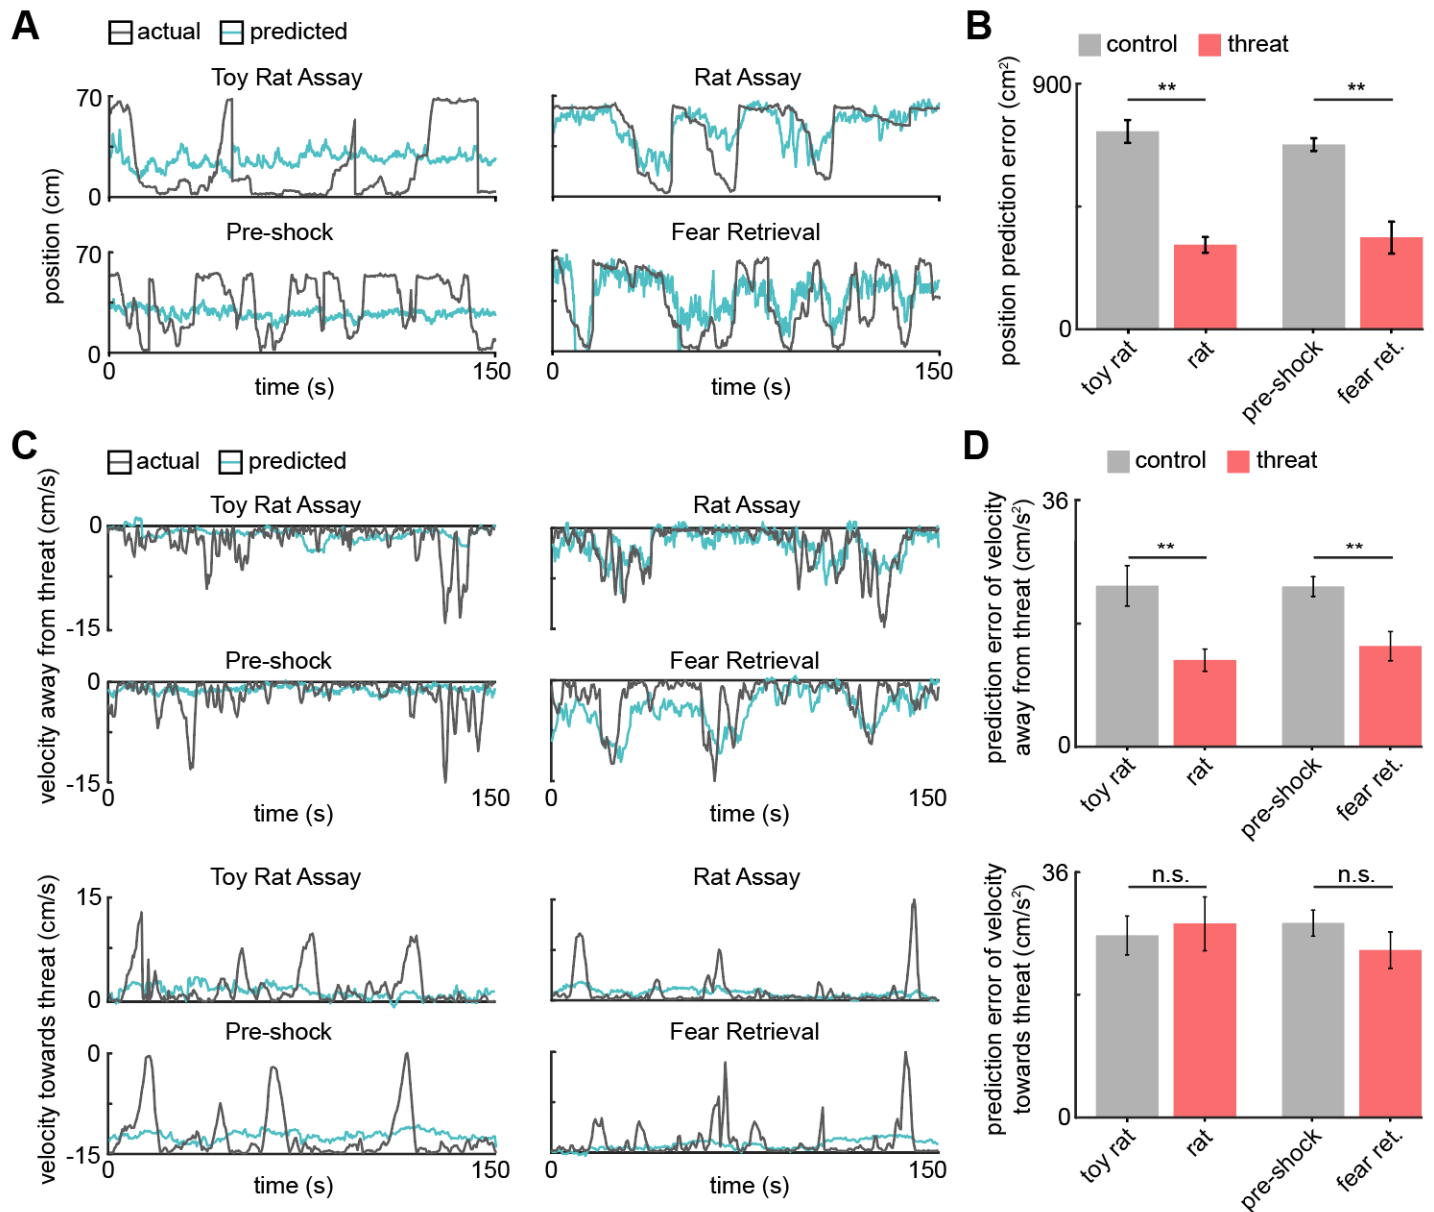 A
actual predicted
Toy Rat Assay
Rat Assay
position (cm)
70
0
Pre-shock
Fear Retrieval
70
0
0 150
0 150
time (s)
time (s)
B
control threat
position prediction error (cm²)
900
0
** **
toy rat
rat
pre-shock
fear ret.
C
actual predicted
velocity away from threat (cm/s)
Toy Rat Assay
Rat Assay
0
-15
Pre-shock
Fear Retrieval
0
-15
0 150
0 150
time (s)
time (s)
velocity towards threat (cm/s)
Toy Rat Assay
Rat Assay
15
0
Pre-shock
Fear Retrieval
0
-15
0 150
0 150
time (s)
time (s)
D
control threat
prediction error of velocity
away from threat (cm/s²)
36
0
** **
toy rat
rat
pre-shock
fear ret.
prediction error of velocity
towards threat (cm/s²)
36
0
n.s. n.s.
toy rat
rat
pre-shock
fear ret.